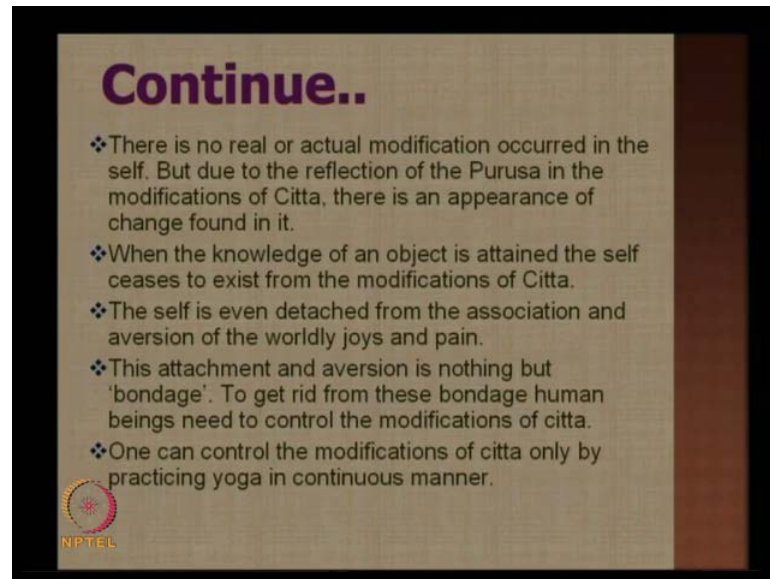 Continue..
❖There is no real or actual modification occurred in the
self. But due to the reflection of the Purusa in the
modifications of Citta, there is an appearance of
change found in it.
❖When the knowledge of an object is attained the self
ceases to exist from the modifications of Citta.
❖The self is even detached from the association and
aversion of the worldly joys and pain.
❖This attachment and aversion is nothing but
‘bondage’. To get rid from these bondage human
beings need to control the modifications of citta.
❖One can control the modifications of citta only by
practicing yoga in continuous manner.
NPTEL